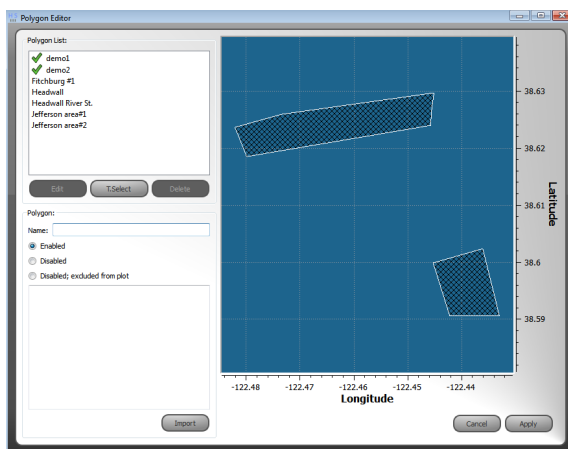 Polygon Editor
Polygon List:
demo1
demo2
Fitchburg #1
Headwall
Headwall River St.
Jefferson area#1
Jefferson area#2
Edit
T.Select
Delete
Polygon:
Name:
Enabled
Disabled
Disabled; excluded from plot
Import
38.63
38.62
38.61
38.6
38.59
Latitude
-122.48
-122.47
-122.46
-122.45
-122.44
Longitude
Cancel
Apply